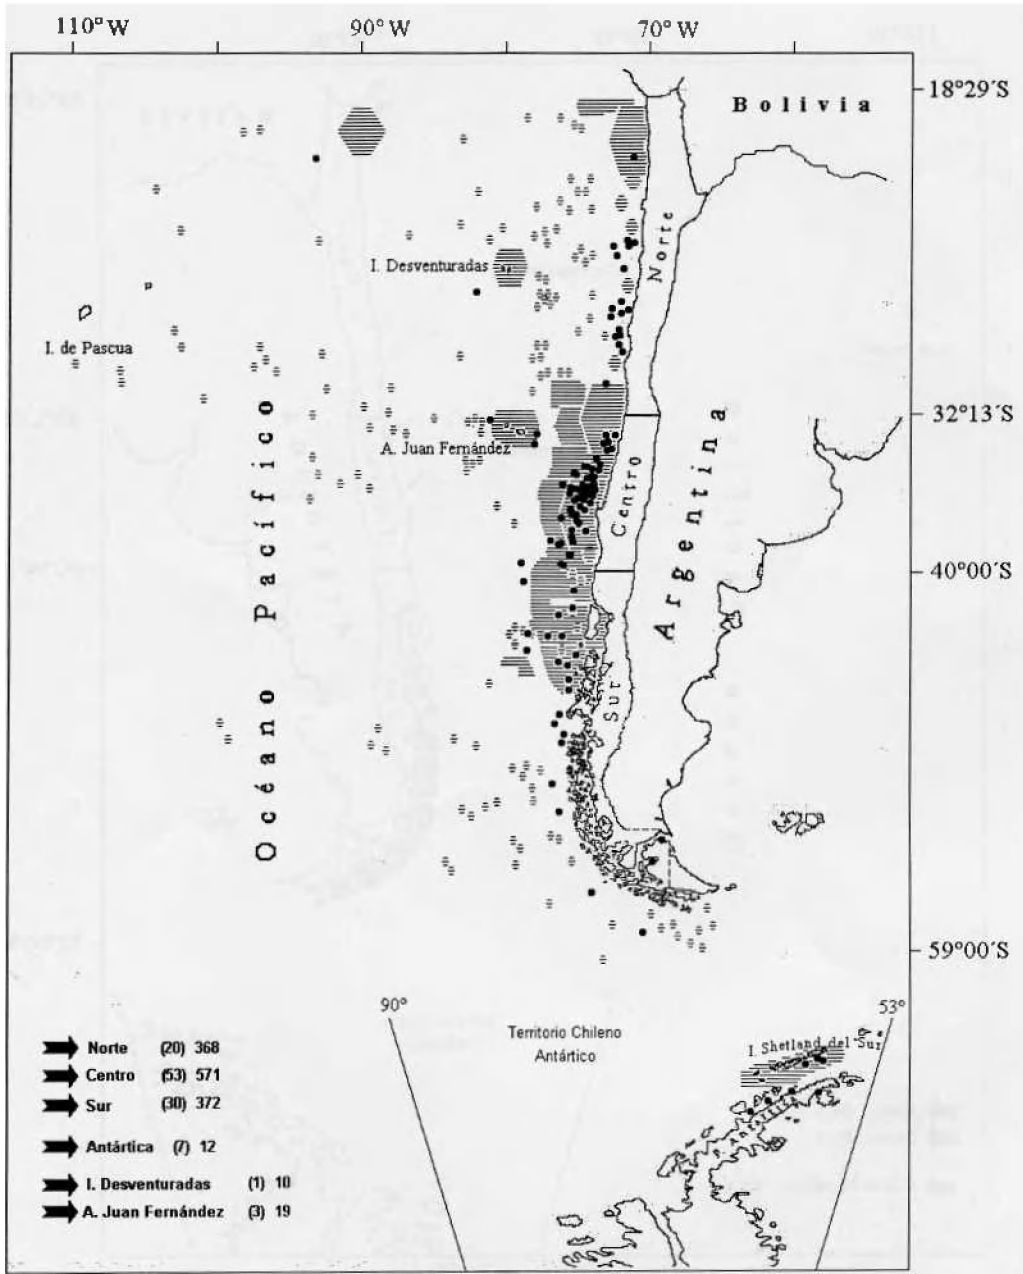 110° W 90° W 70° W
18°29´S
Bolivia
Norte
I. Desventuradas
I. de Pascua
32°13´S
A. Juan Fernández
Centro
Argentina
Océano Pacífico
40°00´S
Sur
59°00´S
90° 53°
Territorio Chileno
Antártico
I. Shetland del Sur
Norte (20) 368
Centro (53) 571
Sur (30) 372
Antártica (7) 12
I. Desventuradas (1) 10
A. Juan Fernández (3) 19